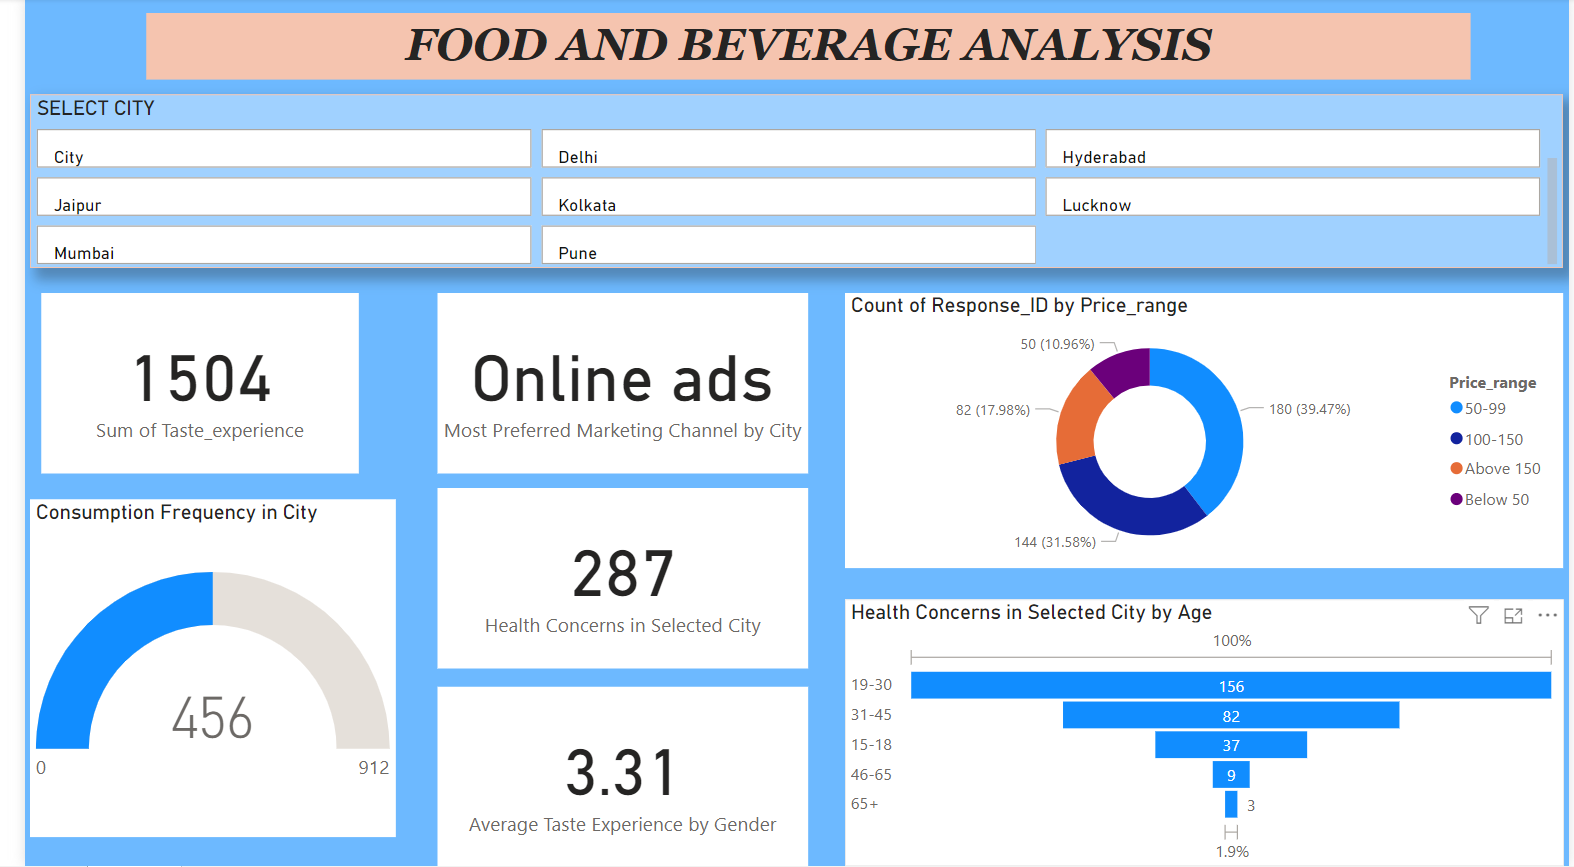 FOOD AND BEVERAGE ANALYSIS
SELECT CITY
City
Delhi
Hyderabad
Jaipur
Kolkata
Lucknow
Mumbai
Pune
1504
Sum of Taste_experience
Online ads
Most Preferred Marketing Channel by City
Count of Response_ID by Price_range
50 (10.96%)
82 (17.98%)
180 (39.47%)
144 (31.58%)
Price_range
50-99
100-150
Above 150
Below 50
Consumption Frequency in City
456
0
912
287
Health Concerns in Selected City
3.31
Average Taste Experience by Gender
Health Concerns in Selected City by Age
100%
19-30
156
31-45
82
15-18
37
46-65
9
65+
3
1.9%